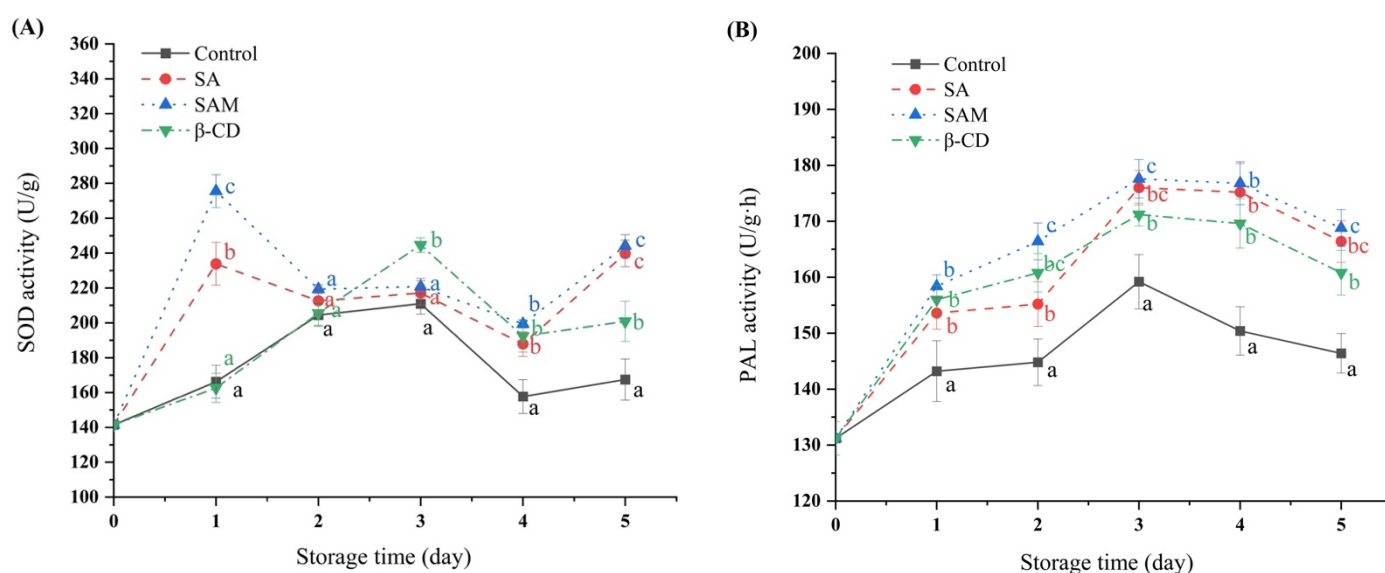 (A)
360
340
320
300
280
260
240
220
200
180
160
140
120
100
SOD activity (U/g)
Control
SA
SAM
β-CD
c
b
a
a
a
a
a
a
b
a
a
a
b
b
b
a
c
c
b
a
0 1 2 3 4 5
Storage time (day)
(B)
200
190
180
170
160
150
140
130
120
PAL activity (U/g·h)
Control
SA
SAM
β-CD
b
b
b
a
c
bc
b
a
c
bc
b
a
b
b
b
a
c
bc
b
a
0 1 2 3 4 5
Storage time (day)